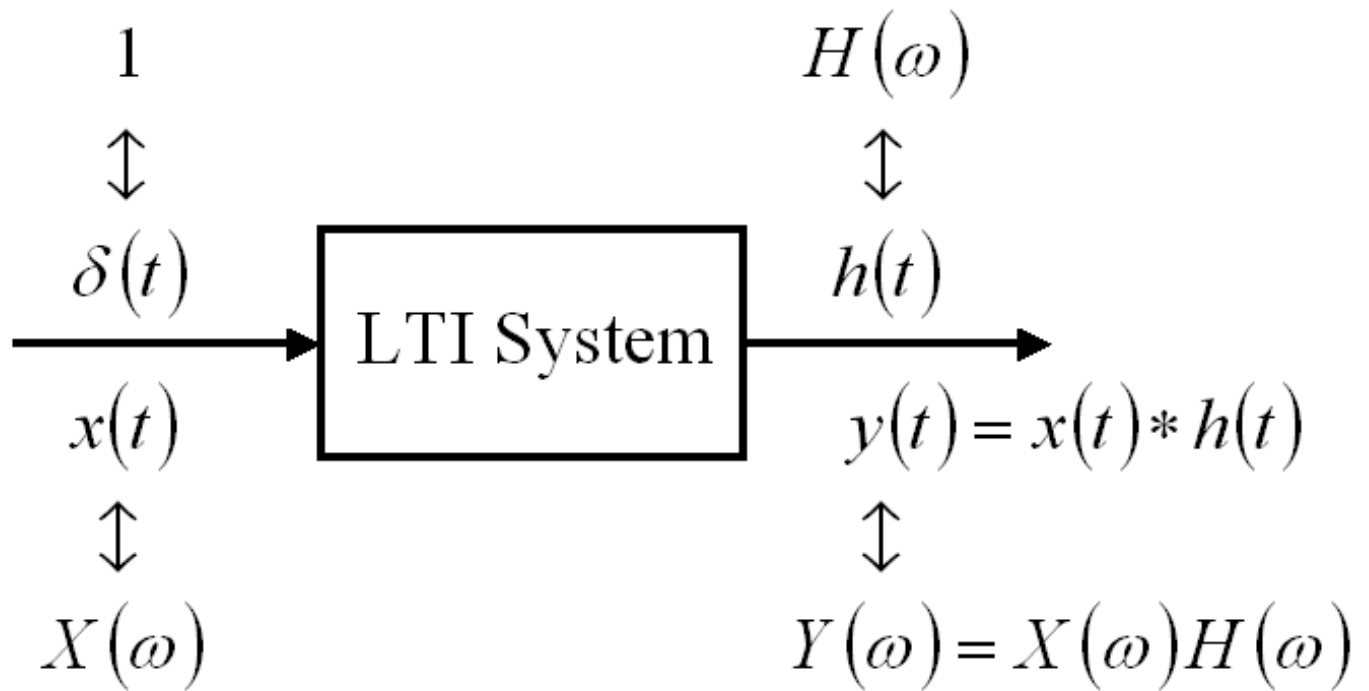 1 H(ω)
↕ ↕
δ(t) h(t)
LTI System
x(t) y(t) = x(t) * h(t)
↕ ↕
X(ω) Y(ω) = X(ω)H(ω)